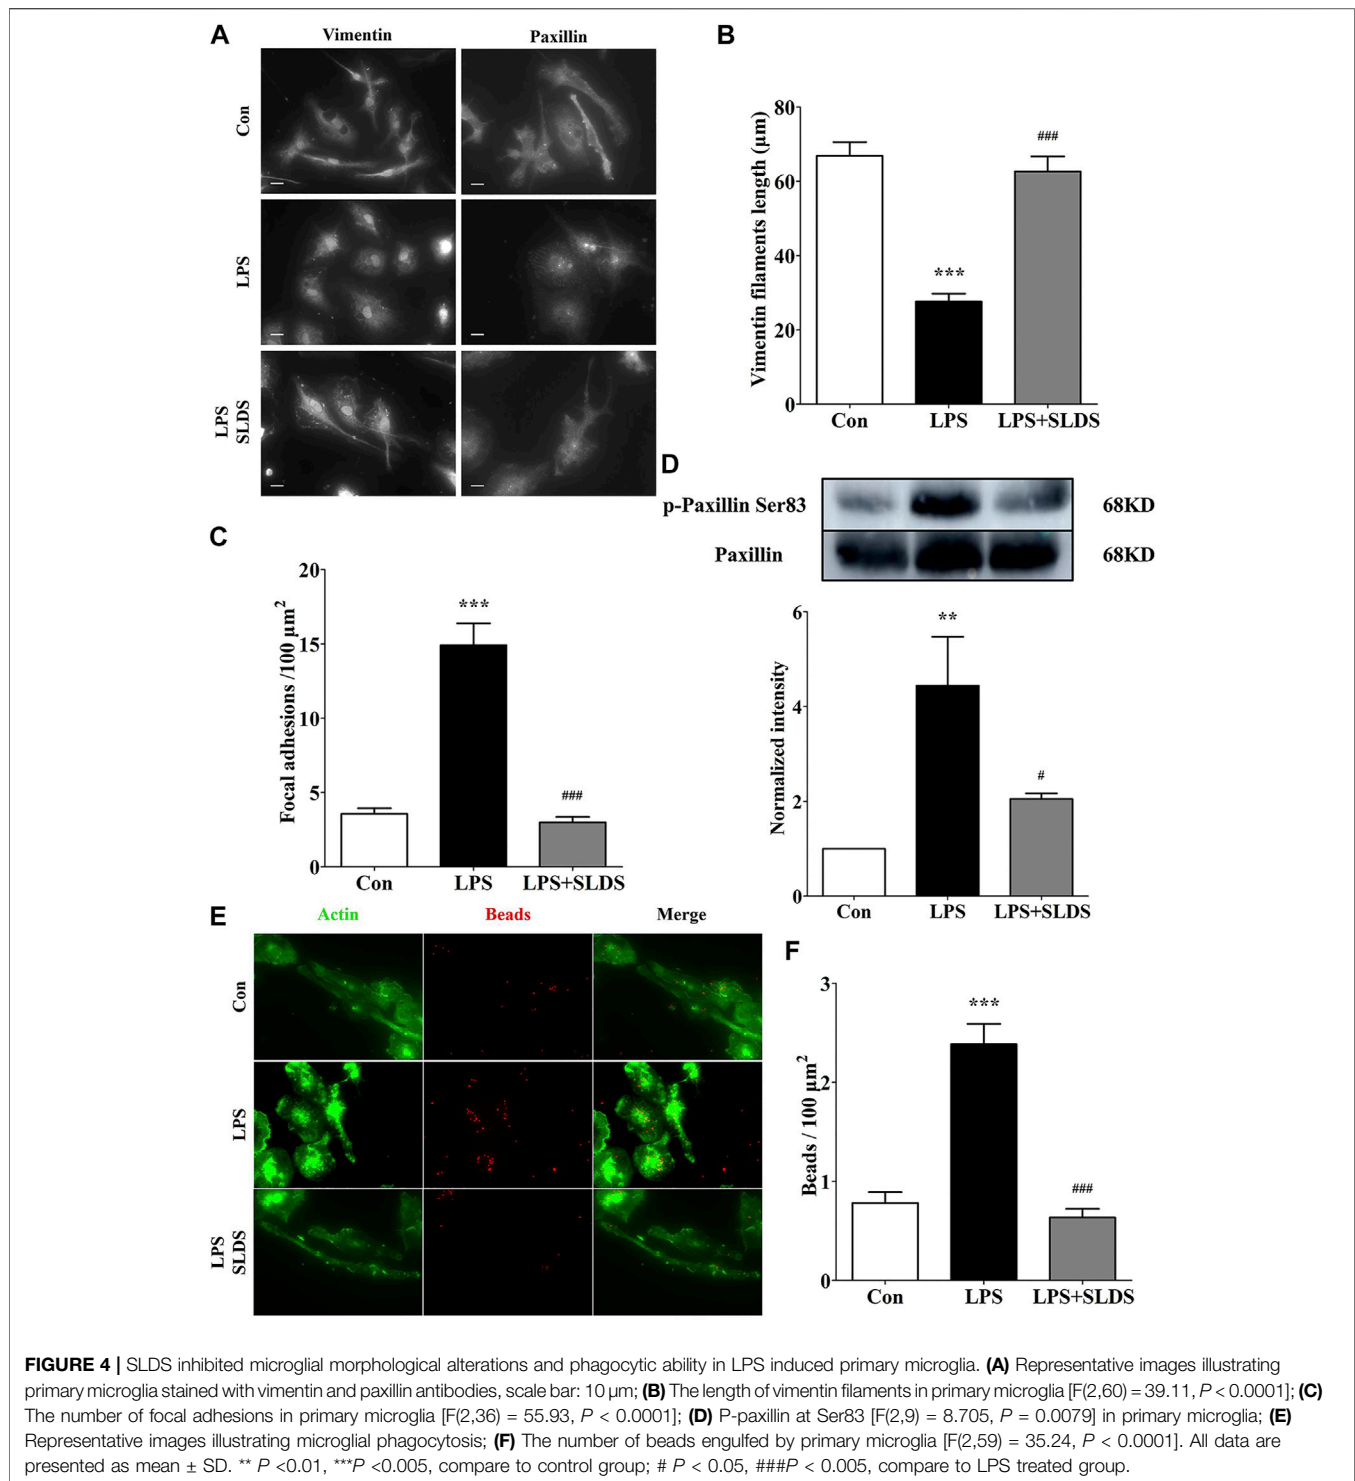 A
Vimentin
Paxillin
Con
LPS
LPS
SLDS
B
Vimentin filaments length (µm)
80
60
40
20
0
***
###
Con
LPS
LPS+SLDS
C
Focal adhesions /100 µm²
20
15
10
5
0
***
###
Con
LPS
LPS+SLDS
D
p-Paxillin Ser83
68KD
Paxillin
68KD
Normalized intensity
6
4
2
0
**
#
Con
LPS
LPS+SLDS
E
Actin
Beads
Merge
Con
LPS
LPS
SLDS
F
Beads / 100 µm²
3
2
1
0
***
###
Con
LPS
LPS+SLDS
FIGURE 4 | SLDS inhibited microglial morphological alterations and phagocytic ability in LPS induced primary microglia. (A) Representative images illustrating
primary microglia stained with vimentin and paxillin antibodies, scale bar: 10 µm; (B) The length of vimentin filaments in primary microglia [F(2,60) = 39.11, P < 0.0001]; (C)
The number of focal adhesions in primary microglia [F(2,36) = 55.93, P < 0.0001]; (D) P-paxillin at Ser83 [F(2,9) = 8.705, P = 0.0079] in primary microglia; (E)
Representative images illustrating microglial phagocytosis; (F) The number of beads engulfed by primary microglia [F(2,59) = 35.24, P < 0.0001]. All data are
presented as mean ± SD. ** P <0.01, ***P <0.005, compare to control group; # P < 0.05, ###P < 0.005, compare to LPS treated group.